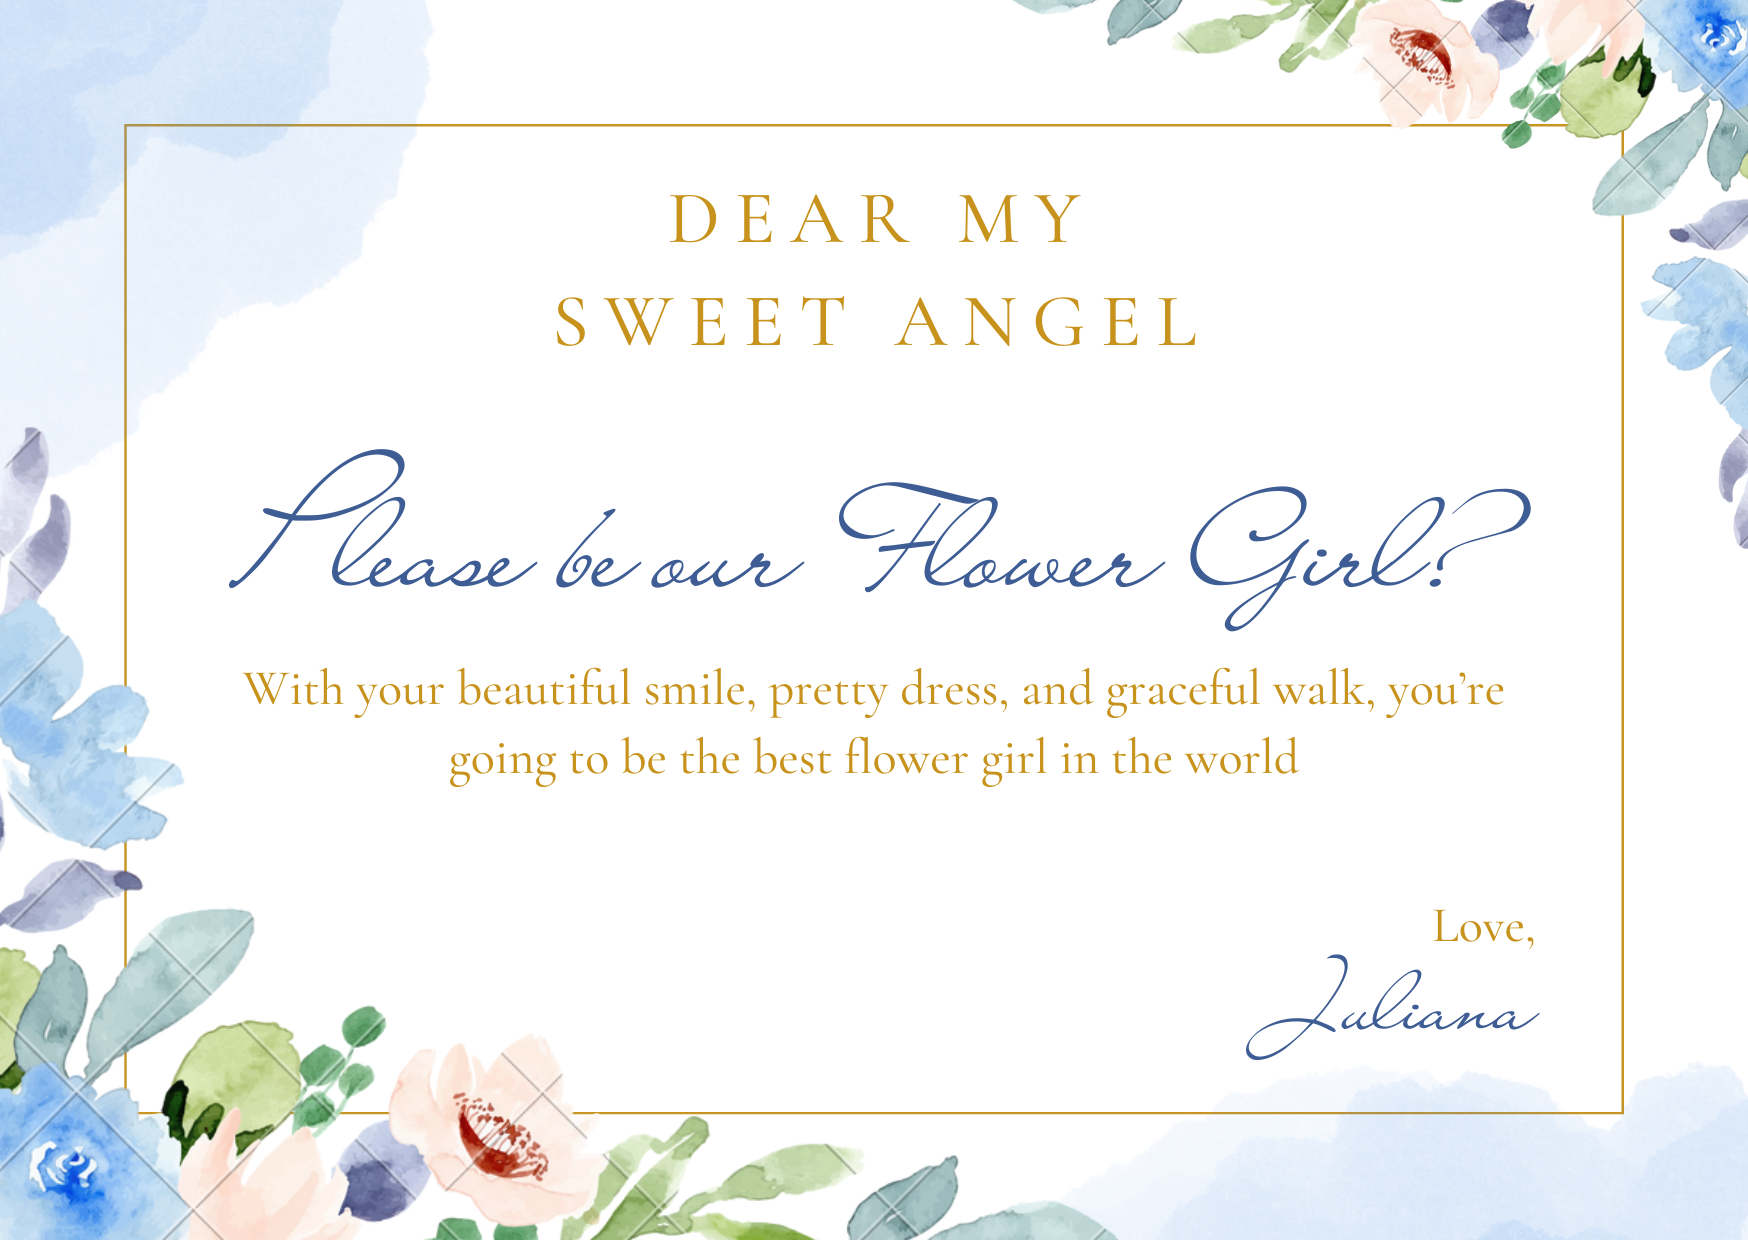 DEAR MY
SWEET ANGEL
Please be our Flower Girl?
With your beautiful smile, pretty dress, and graceful walk, you’re
going to be the best flower girl in the world
Love,
Juliana